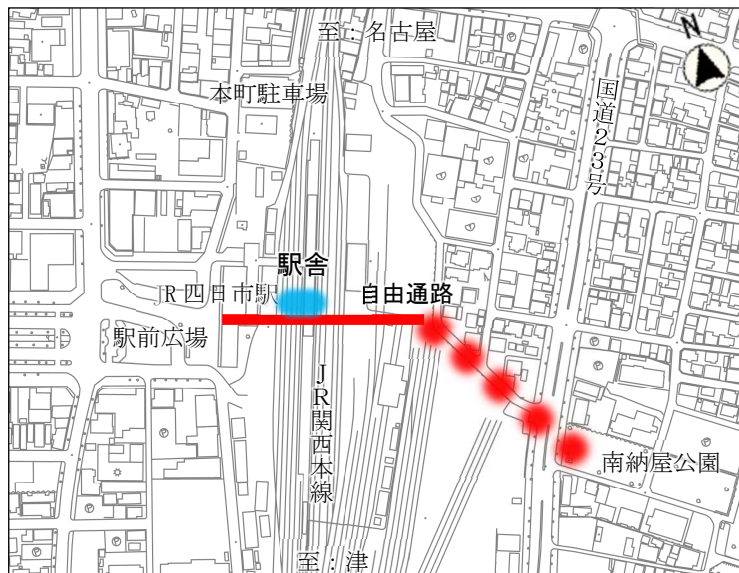 至：名古屋
N
本町駐車場
国道２３号
駅舎
ＪＲ四日市駅
自由通路
駅前広場
ＪＲ関西本線
南納屋公園
至：津